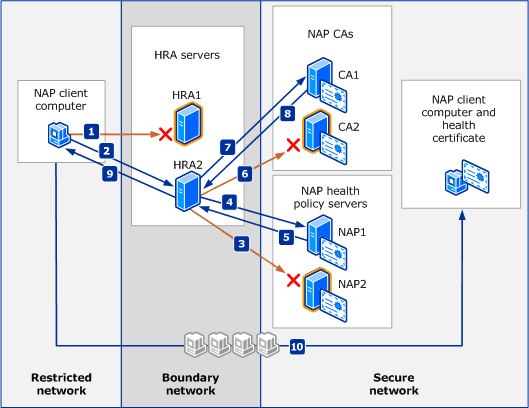 NAP client
computer
HRA servers
HRA1
HRA2
NAP CAs
CA1
CA2
NAP health
policy servers
NAP1
NAP2
NAP client
computer and
health
certificate
1
2
9
7
8
6
4
5
3
10
Restricted
network
Boundary
network
Secure
network